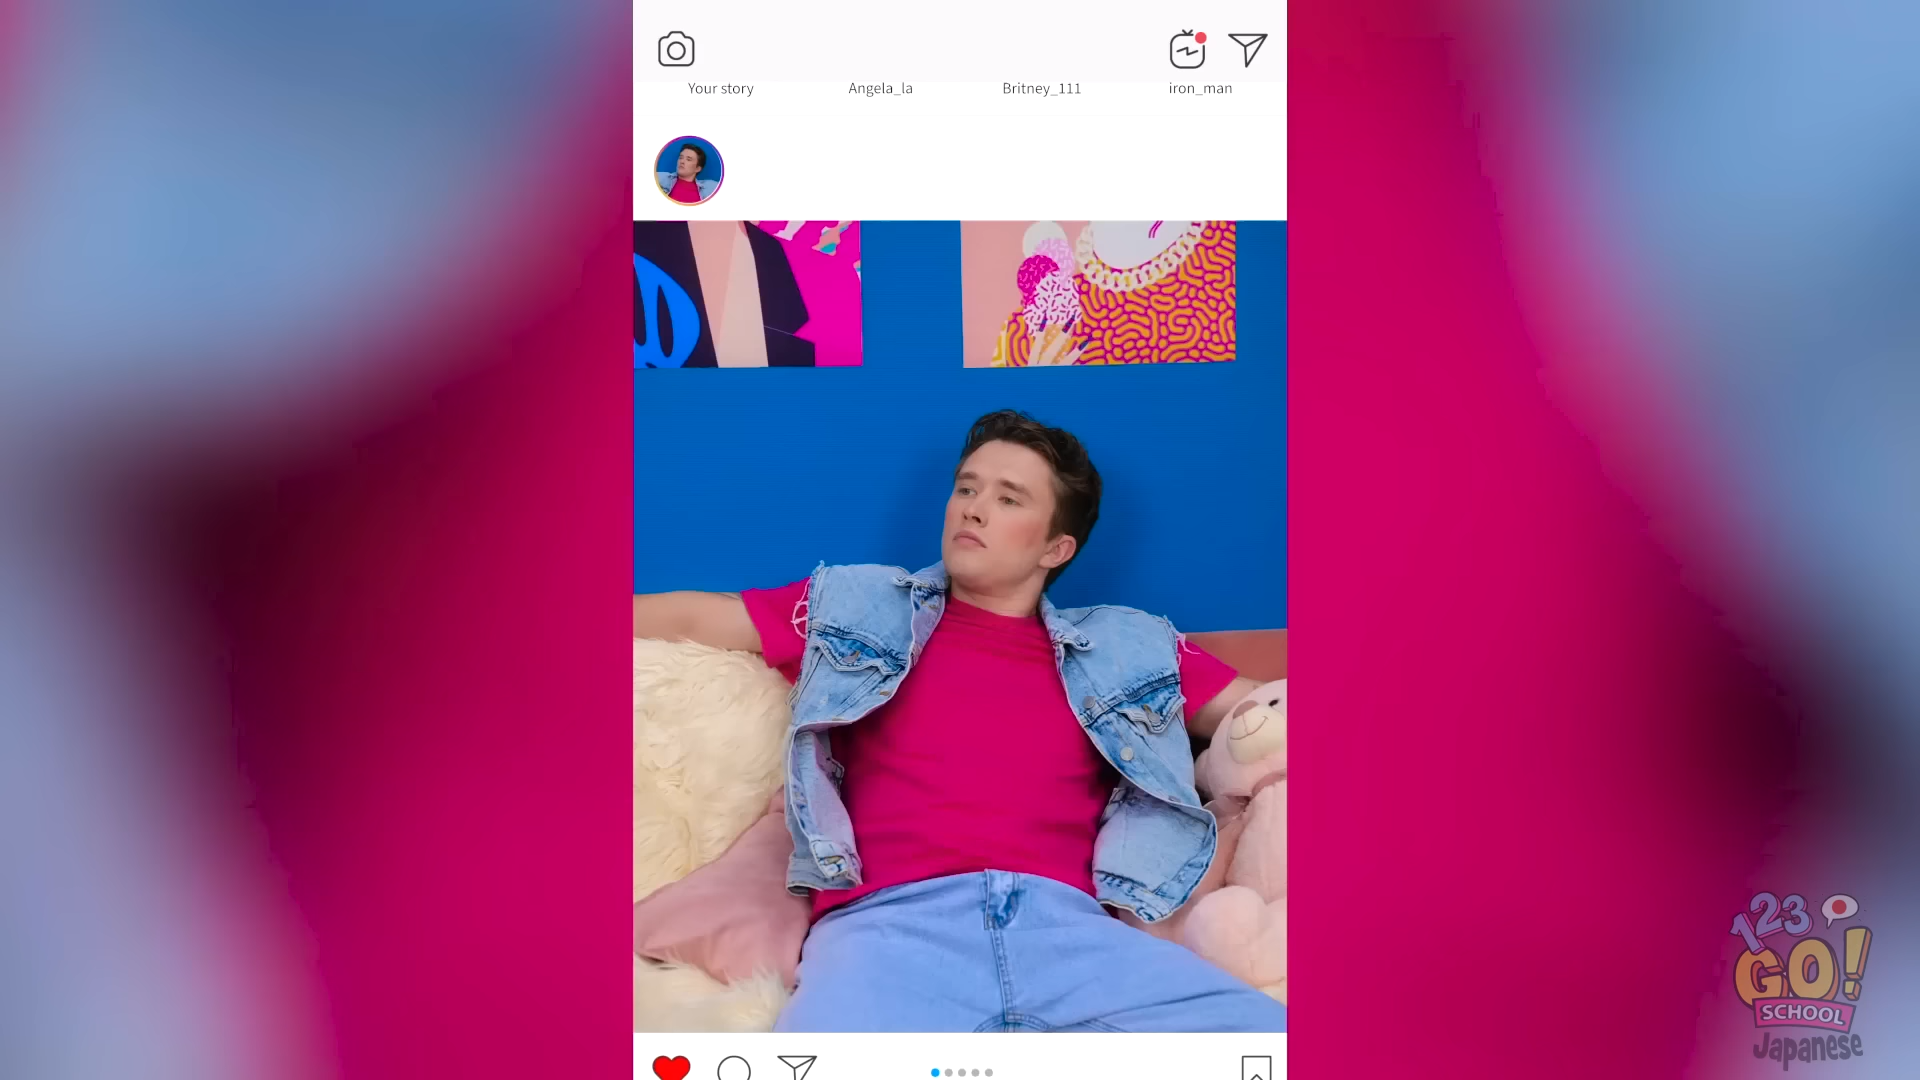 Your story
Angela_la
Britney_111
iron_man
123
GO!
SCHOOL
Japanese